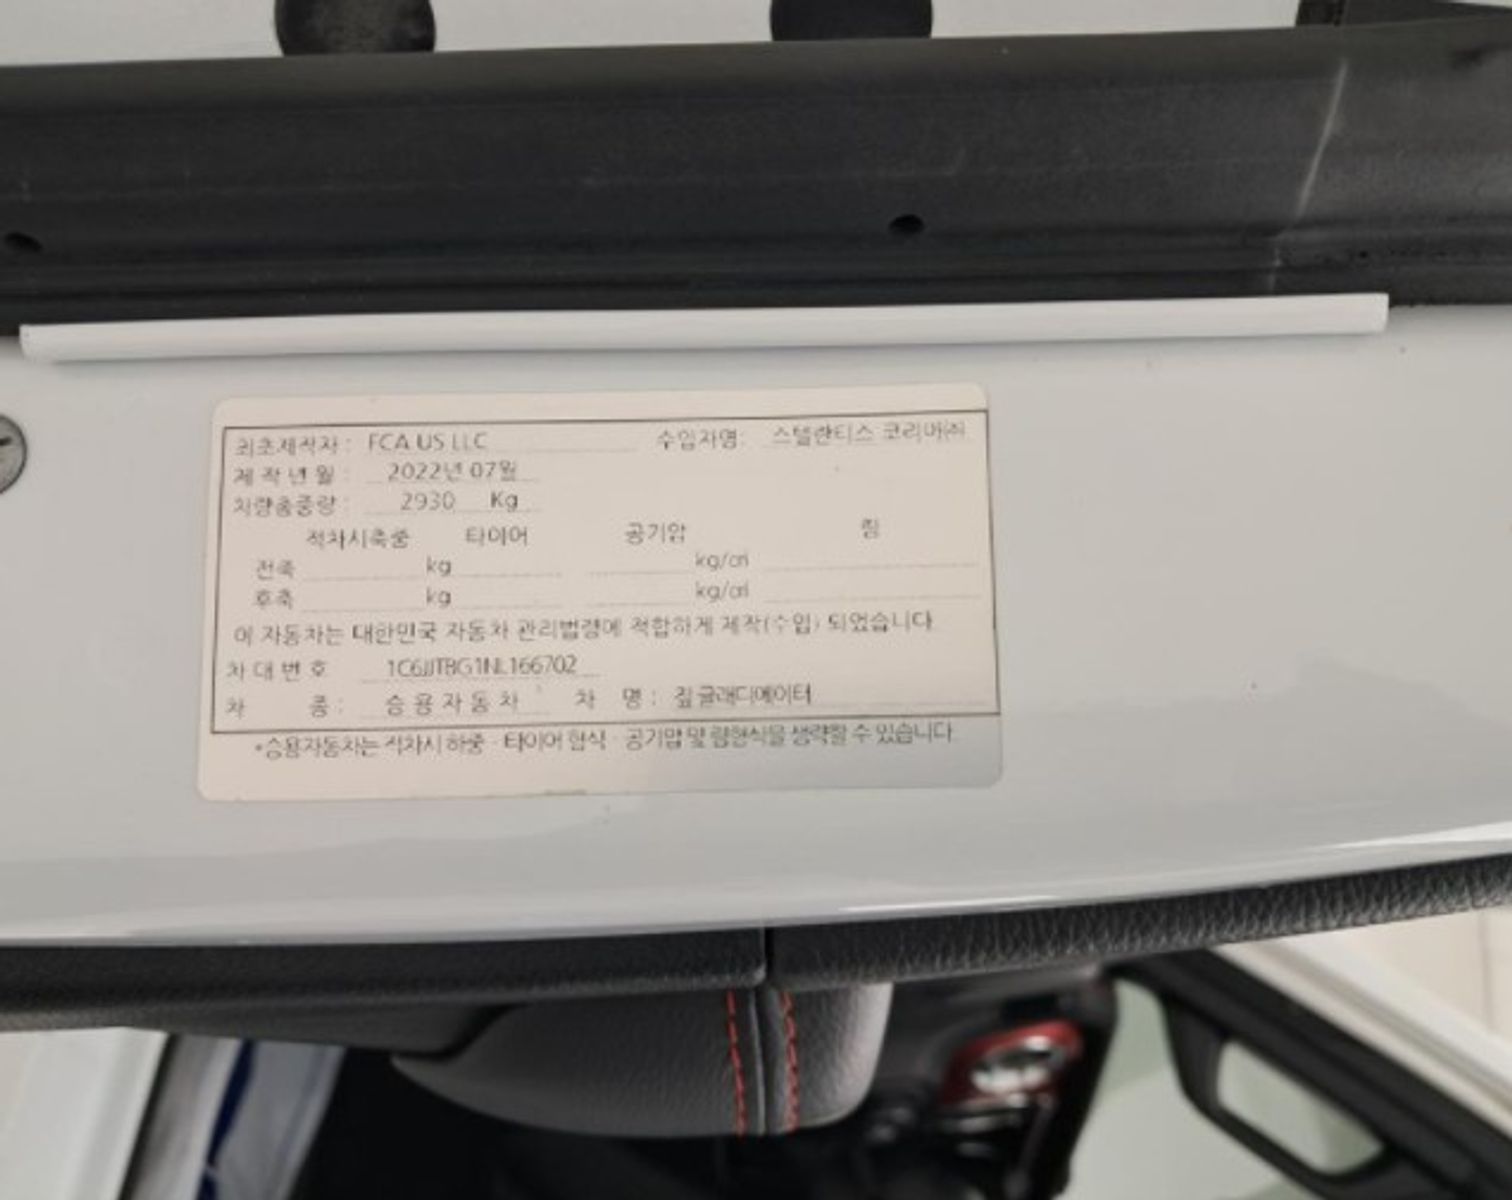 최초제작자 : FCA US LLC 수입자명: 스텔란티스 코리아㈜
제 작 년 월 : 2022년 07월
차량총중량 : 2930 Kg
적차시축중 타이어 공기압 림
전축 kg kg/㎠
후축 kg kg/㎠
이 자동차는 대한민국 자동차 관리법령에 적합하게 제작(수입) 되었습니다
차 대 번 호 1C6JJTBG1NL166702
차 종 : 승 용 자 동 차 차 명 : 짚 글래디에이터
*승용자동차는 적차시 하중 · 타이어 형식 · 공기압 및 림형식을 생략할 수 있습니다.